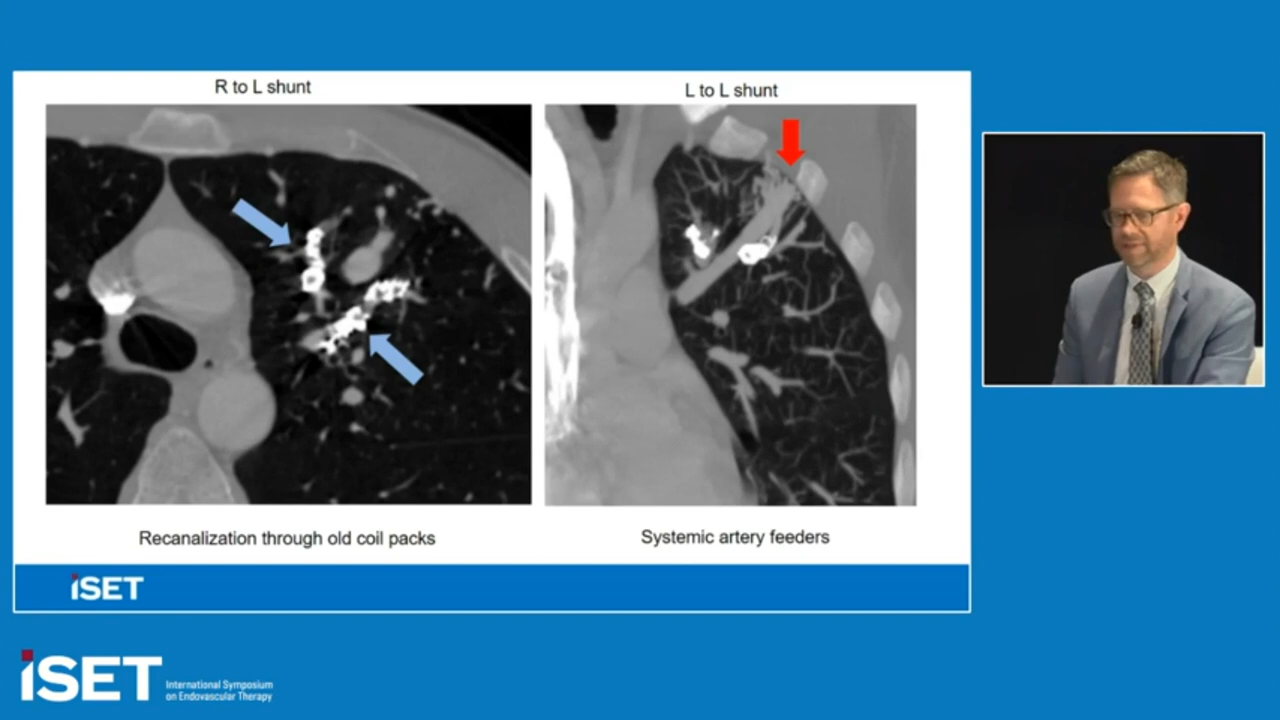 R to L shunt
L to L shunt
Recanalization through old coil packs
Systemic artery feeders
iSET
iSET
International Symposium
on Endovascular Therapy